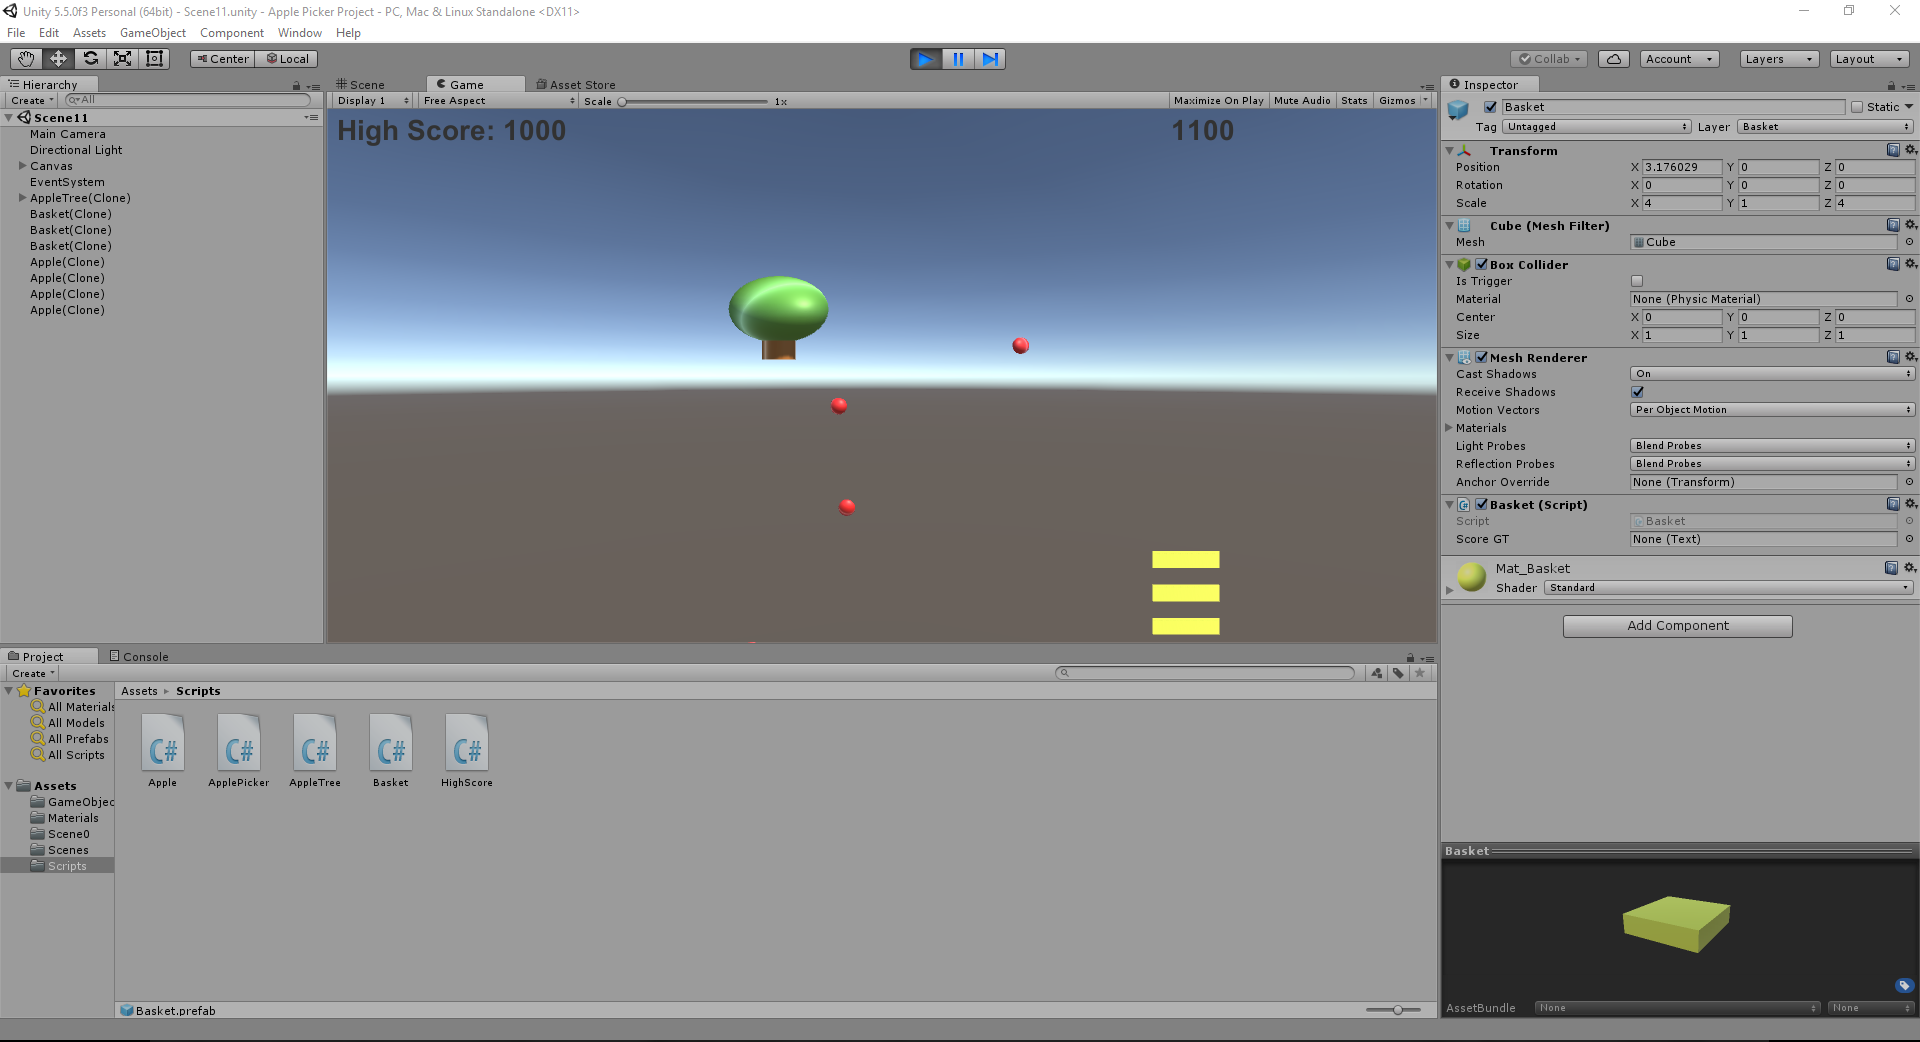 Unity 5.5.0f3 Personal (64bit) - Scene11.unity - Apple Picker Project - PC, Mac & Linux Standalone <DX11>
File Edit Assets GameObject Component Window Help
Center Local Collab Account Layers Layout
Hierarchy
Create All
Scene11
Main Camera
Directional Light
Canvas
EventSystem
AppleTree(Clone)
Basket(Clone)
Basket(Clone)
Basket(Clone)
Apple(Clone)
Apple(Clone)
Apple(Clone)
Apple(Clone)
Scene Game Asset Store
Display 1 Free Aspect Scale 1x Maximize On Play Mute Audio Stats Gizmos
High Score: 1000 1100
Inspector
Basket Static
Tag Untagged Layer Basket
Transform
Position X 3.176029 Y 0 Z 0
Rotation X 0 Y 0 Z 0
Scale X 4 Y 1 Z 4
Cube (Mesh Filter)
Mesh Cube
Box Collider
Is Trigger
Material None (Physic Material)
Center X 0 Y 0 Z 0
Size X 1 Y 1 Z 1
Mesh Renderer
Cast Shadows On
Receive Shadows
Motion Vectors Per Object Motion
Materials
Light Probes Blend Probes
Reflection Probes Blend Probes
Anchor Override None (Transform)
C# Basket (Script)
Script Basket
Score GT None (Text)
Mat_Basket
Shader Standard
Add Component
Project Console
Create
Favorites
All Materials
All Models
All Prefabs
All Scripts
Assets
GameObjec
Materials
Scene0
Scenes
Scripts
Assets Scripts
C# C# C# C# C#
Apple ApplePicker AppleTree Basket HighScore
Basket.prefab
Basket
AssetBundle None None